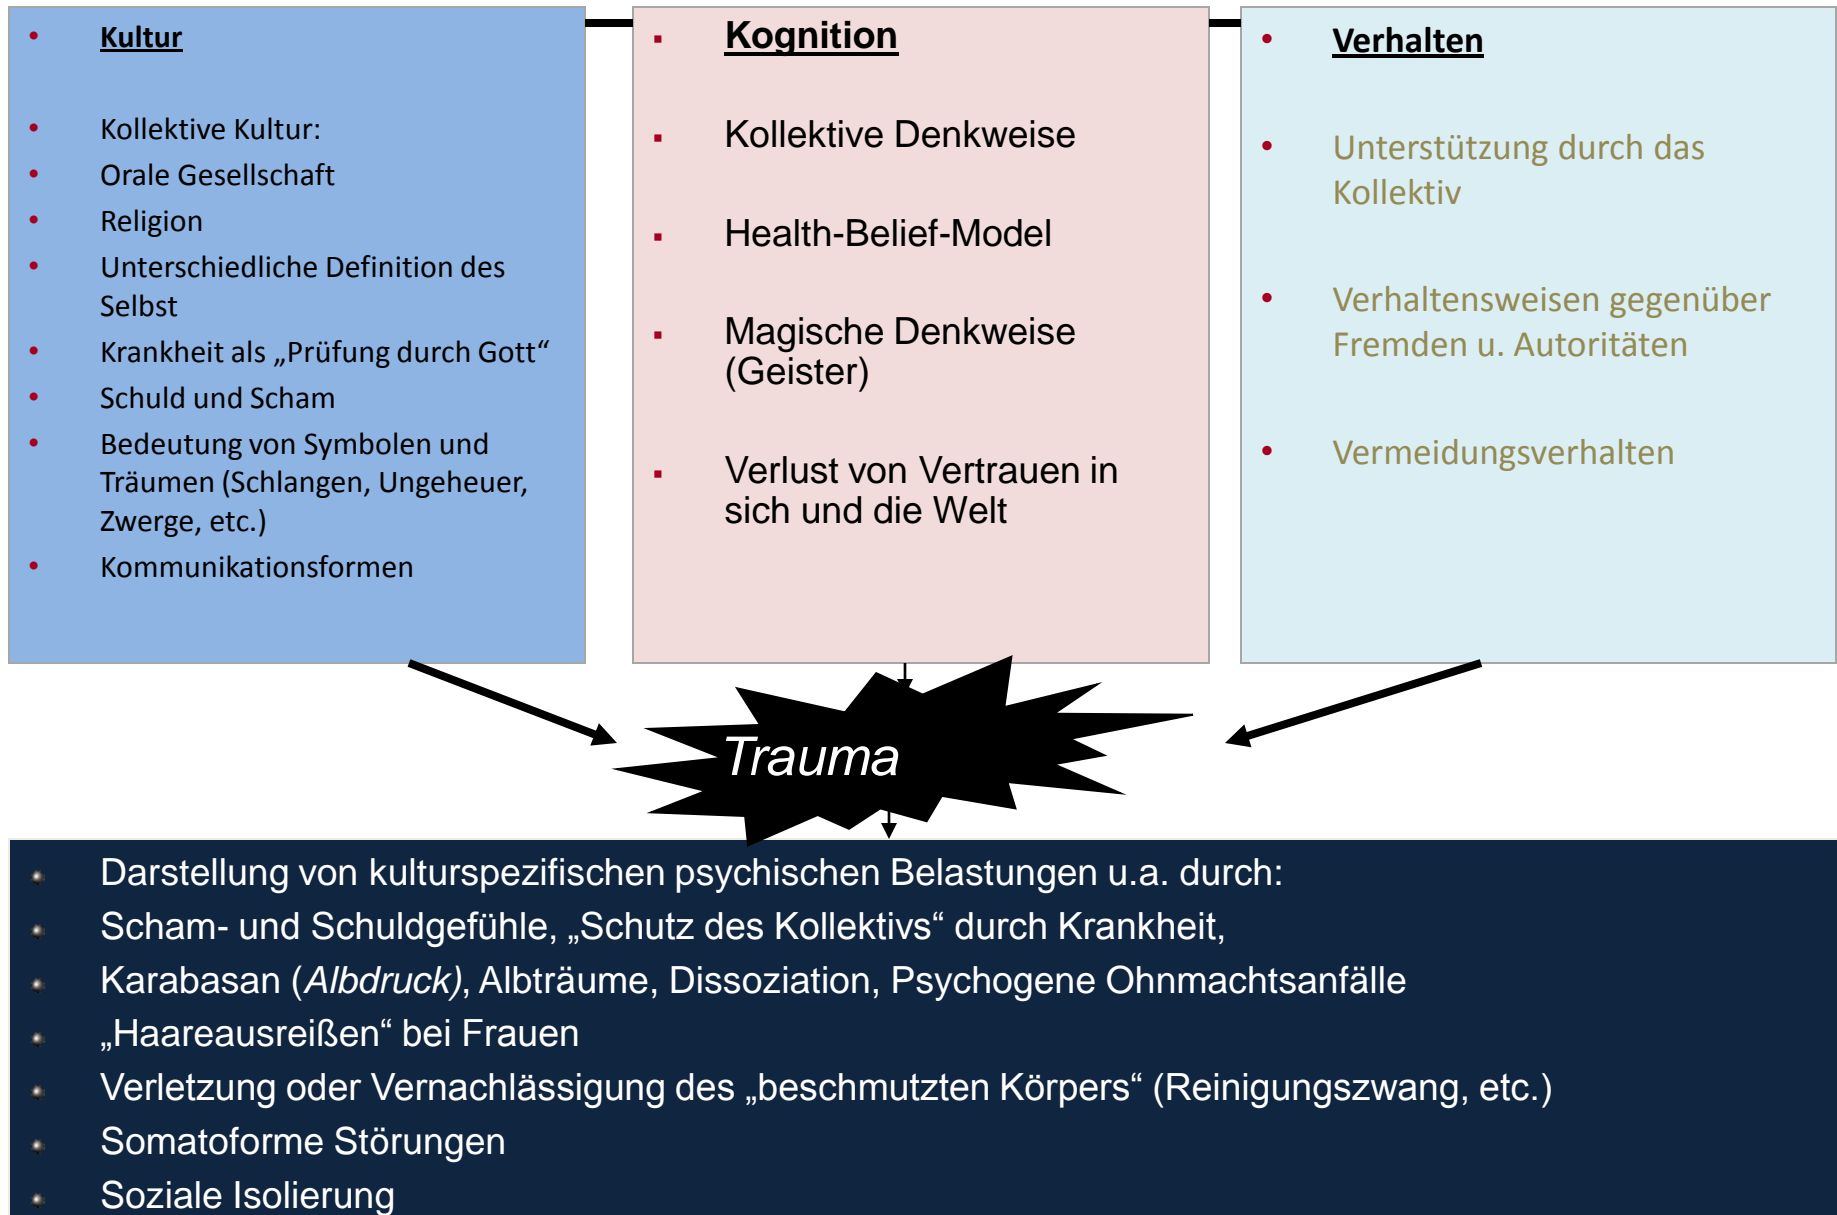 Kultur
Kollektive Kultur:
Orale Gesellschaft
Religion
Unterschiedliche Definition des
Selbst
Krankheit als „Prüfung durch Gott“
Schuld und Scham
Bedeutung von Symbolen und
Träumen (Schlangen, Ungeheuer,
Zwerge, etc.)
Kommunikationsformen
Kognition
Kollektive Denkweise
Health-Belief-Model
Magische Denkweise
(Geister)
Verlust von Vertrauen in
sich und die Welt
Verhalten
Unterstützung durch das
Kollektiv
Verhaltensweisen gegenüber
Fremden u. Autoritäten
Vermeidungsverhalten
Trauma
Darstellung von kulturspezifischen psychischen Belastungen u.a. durch:
Scham- und Schuldgefühle, „Schutz des Kollektivs“ durch Krankheit,
Karabasan (Albdruck), Albträume, Dissoziation, Psychogene Ohnmachtsanfälle
„Haareausreißen“ bei Frauen
Verletzung oder Vernachlässigung des „beschmutzten Körpers“ (Reinigungszwang, etc.)
Somatoforme Störungen
Soziale Isolierung